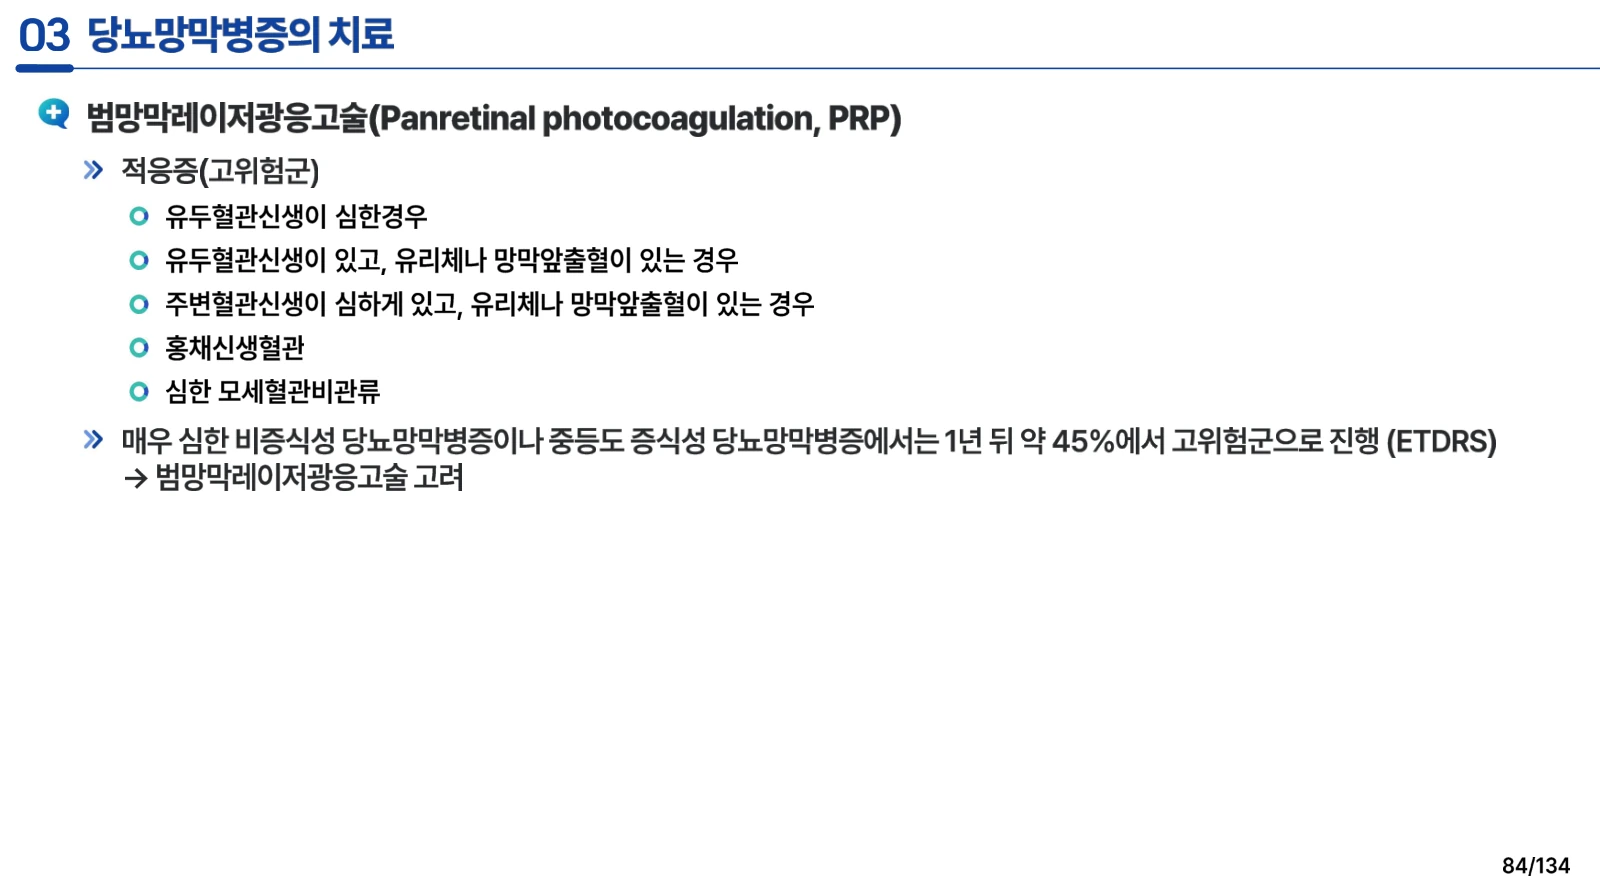 03 당뇨망막병증의 치료
범망막레이저광응고술(Panretinal photocoagulation, PRP)
적응증(고위험군)
유두혈관신생이 심한경우
유두혈관신생이 있고, 유리체나 망막앞출혈이 있는 경우
주변혈관신생이 심하게 있고, 유리체나 망막앞출혈이 있는 경우
홍채신생혈관
심한 모세혈관비관류
매우 심한 비증식성 당뇨망막병증이나 중등도 증식성 당뇨망막병증에서는 1년 뒤 약 45%에서 고위험군으로 진행 (ETDRS)
→ 범망막레이저광응고술 고려
84/134